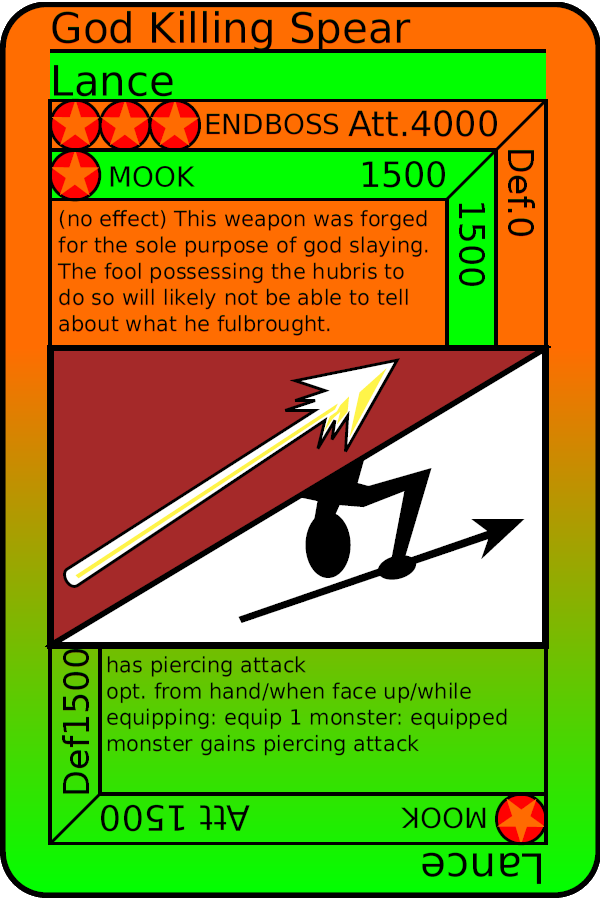 God Killing Spear
Lance
ENDBOSS Att.4000
Def.0
MOOK 1500
1500
(no effect) This weapon was forged
for the sole purpose of god slaying.
The fool possessing the hubris to
do so will likely not be able to tell
about what he fulbrought.
Def1500
has piercing attack
opt. from hand/when face up/while
equipping: equip 1 monster: equipped
monster gains piercing attack
Att 1500
MOOK
Lance